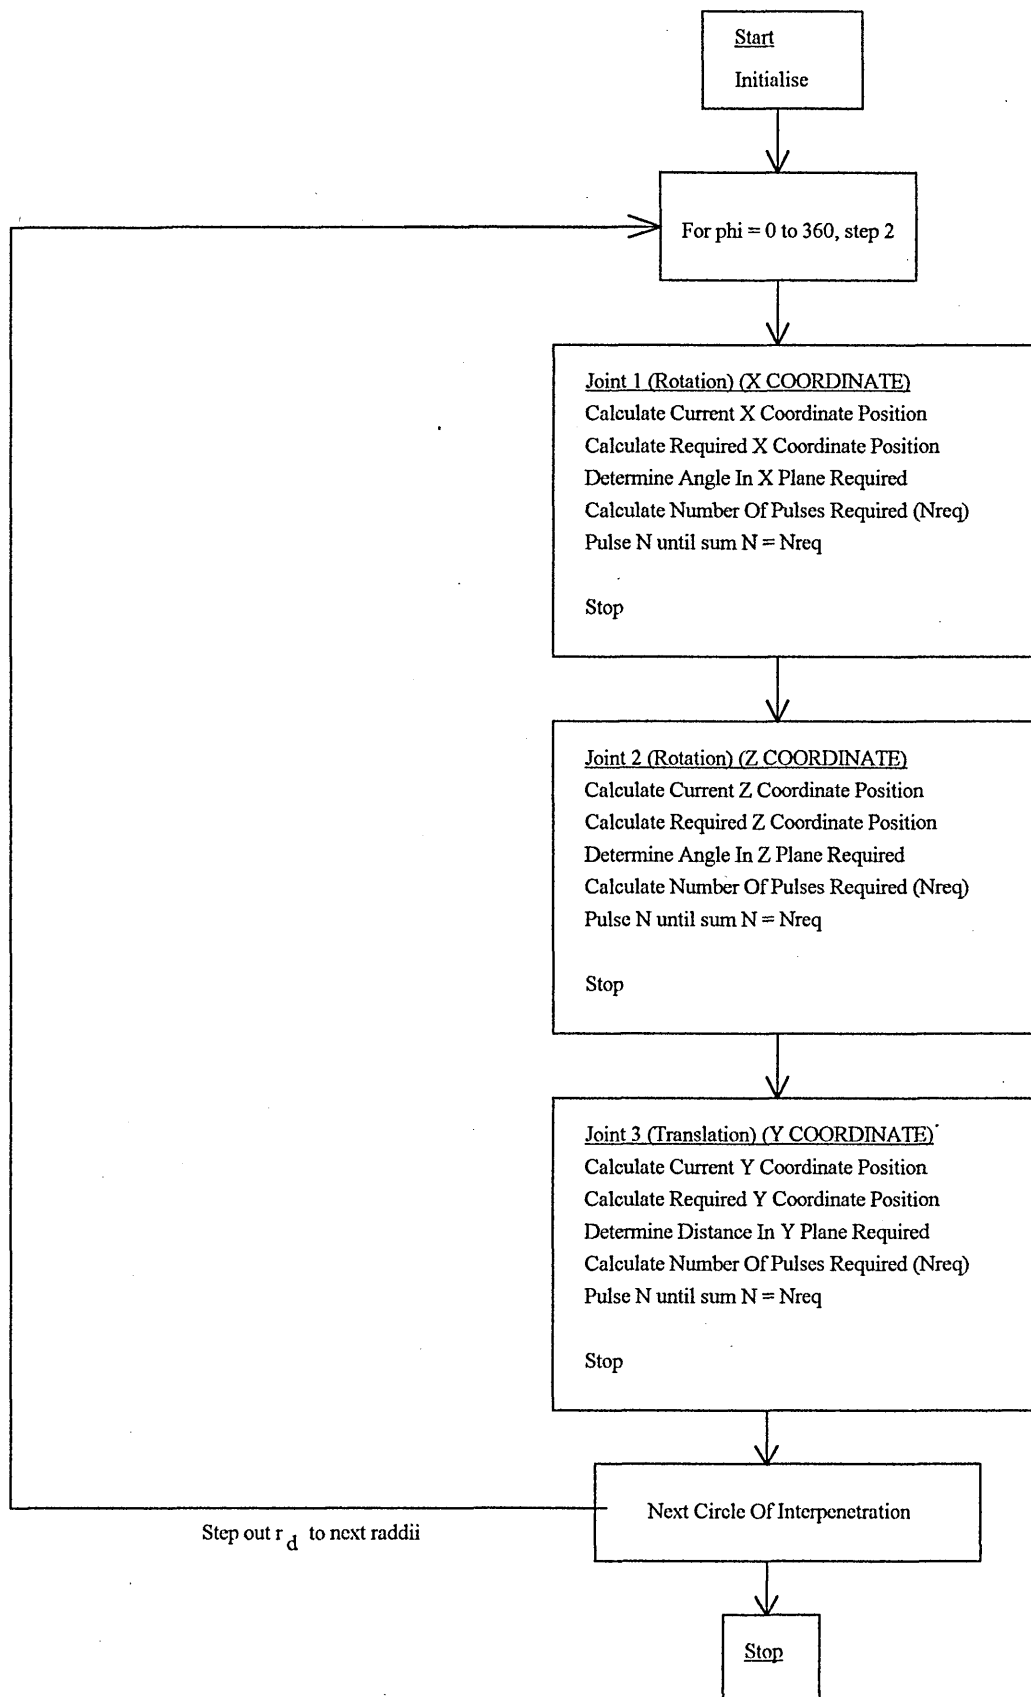 Start
Initialise
For phi = 0 to 360, step 2
Joint 1 (Rotation) (X COORDINATE)
Calculate Current X Coordinate Position
Calculate Required X Coordinate Position
Determine Angle In X Plane Required
Calculate Number Of Pulses Required (Nreq)
Pulse N until sum N = Nreq
Stop
Joint 2 (Rotation) (Z COORDINATE)
Calculate Current Z Coordinate Position
Calculate Required Z Coordinate Position
Determine Angle In Z Plane Required
Calculate Number Of Pulses Required (Nreq)
Pulse N until sum N = Nreq
Stop
Joint 3 (Translation) (Y COORDINATE)
Calculate Current Y Coordinate Position
Calculate Required Y Coordinate Position
Determine Distance In Y Plane Required
Calculate Number Of Pulses Required (Nreq)
Pulse N until sum N = Nreq
Stop
Next Circle Of Interpenetration
Step out r d to next raddii
Stop